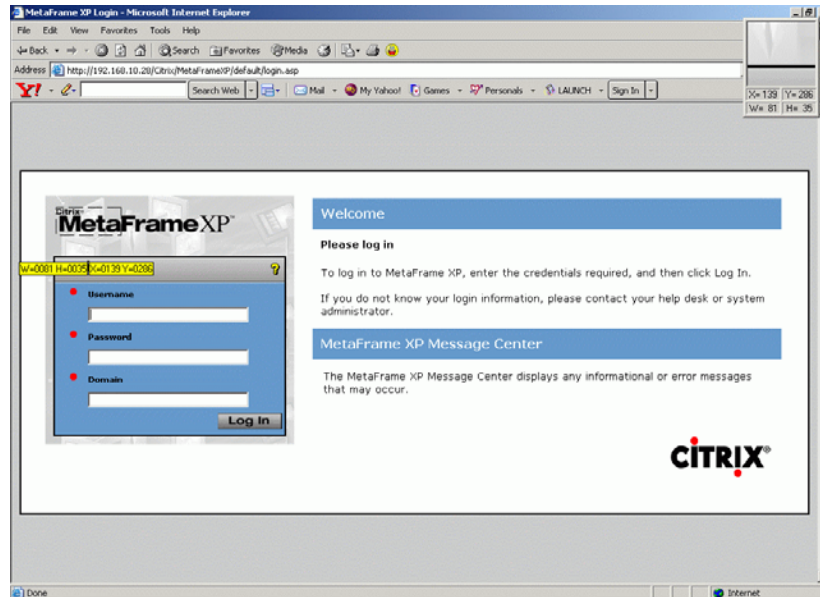 MetaFrame XP Login - Microsoft Internet Explorer
File Edit View Favorites Tools Help
Back Search Favorites Media
Address http://192.168.10.28/Citrix/MetaFrameXP/default/login.asp
Y! Search Web Mail My Yahoo! Games Personals LAUNCH Sign In
X= 139 Y= 286
W= 81 H= 35
Citrix
MetaFrame XP
Welcome
Please log in
W=0081 H=0035 X=0139 Y=0286 ?
To log in to MetaFrame XP, enter the credentials required, and then click Log In.
If you do not know your login information, please contact your help desk or system
administrator.
Username
Password
Domain
Log In
MetaFrame XP Message Center
The MetaFrame XP Message Center displays any informational or error messages
that may occur.
CITRIX®
Done Internet